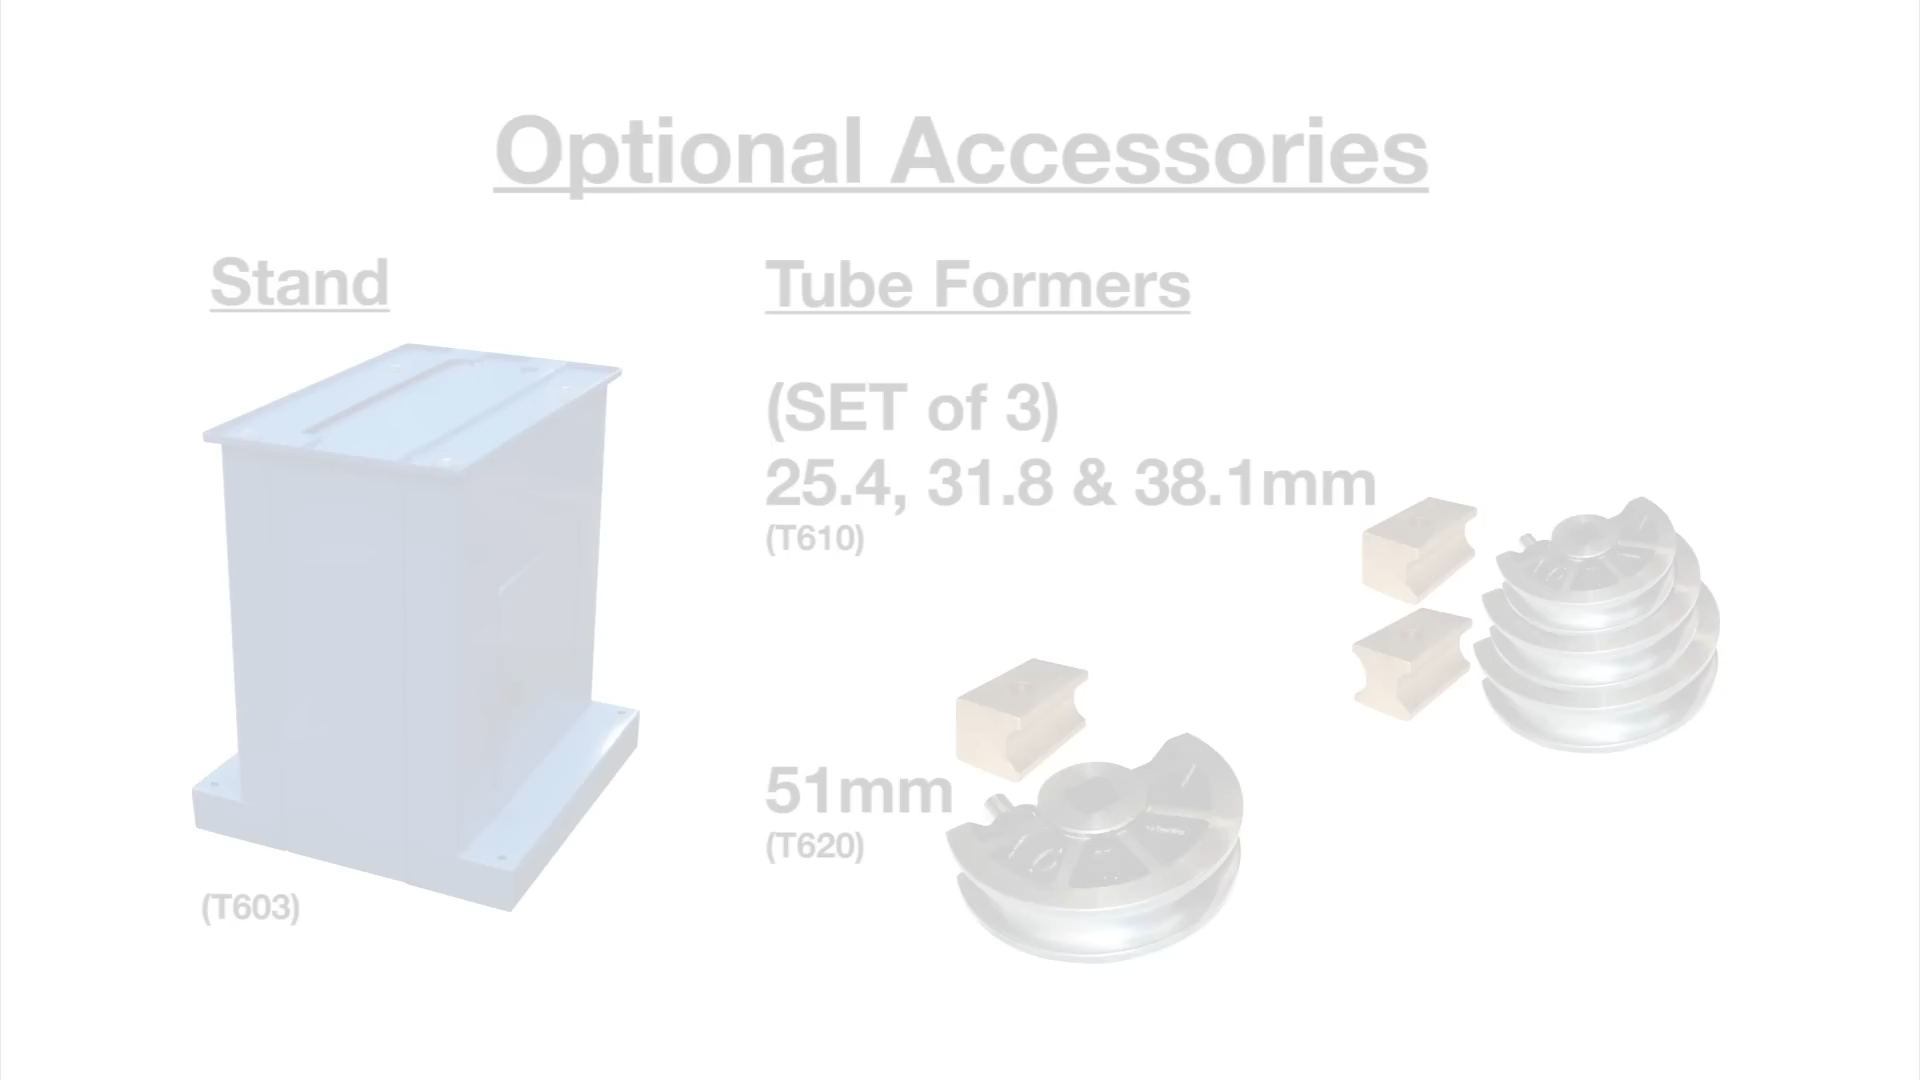 Optional Accessories
Stand
(T603)
Tube Formers
(SET of 3)
25.4, 31.8 & 38.1mm
(T610)
51mm
(T620)